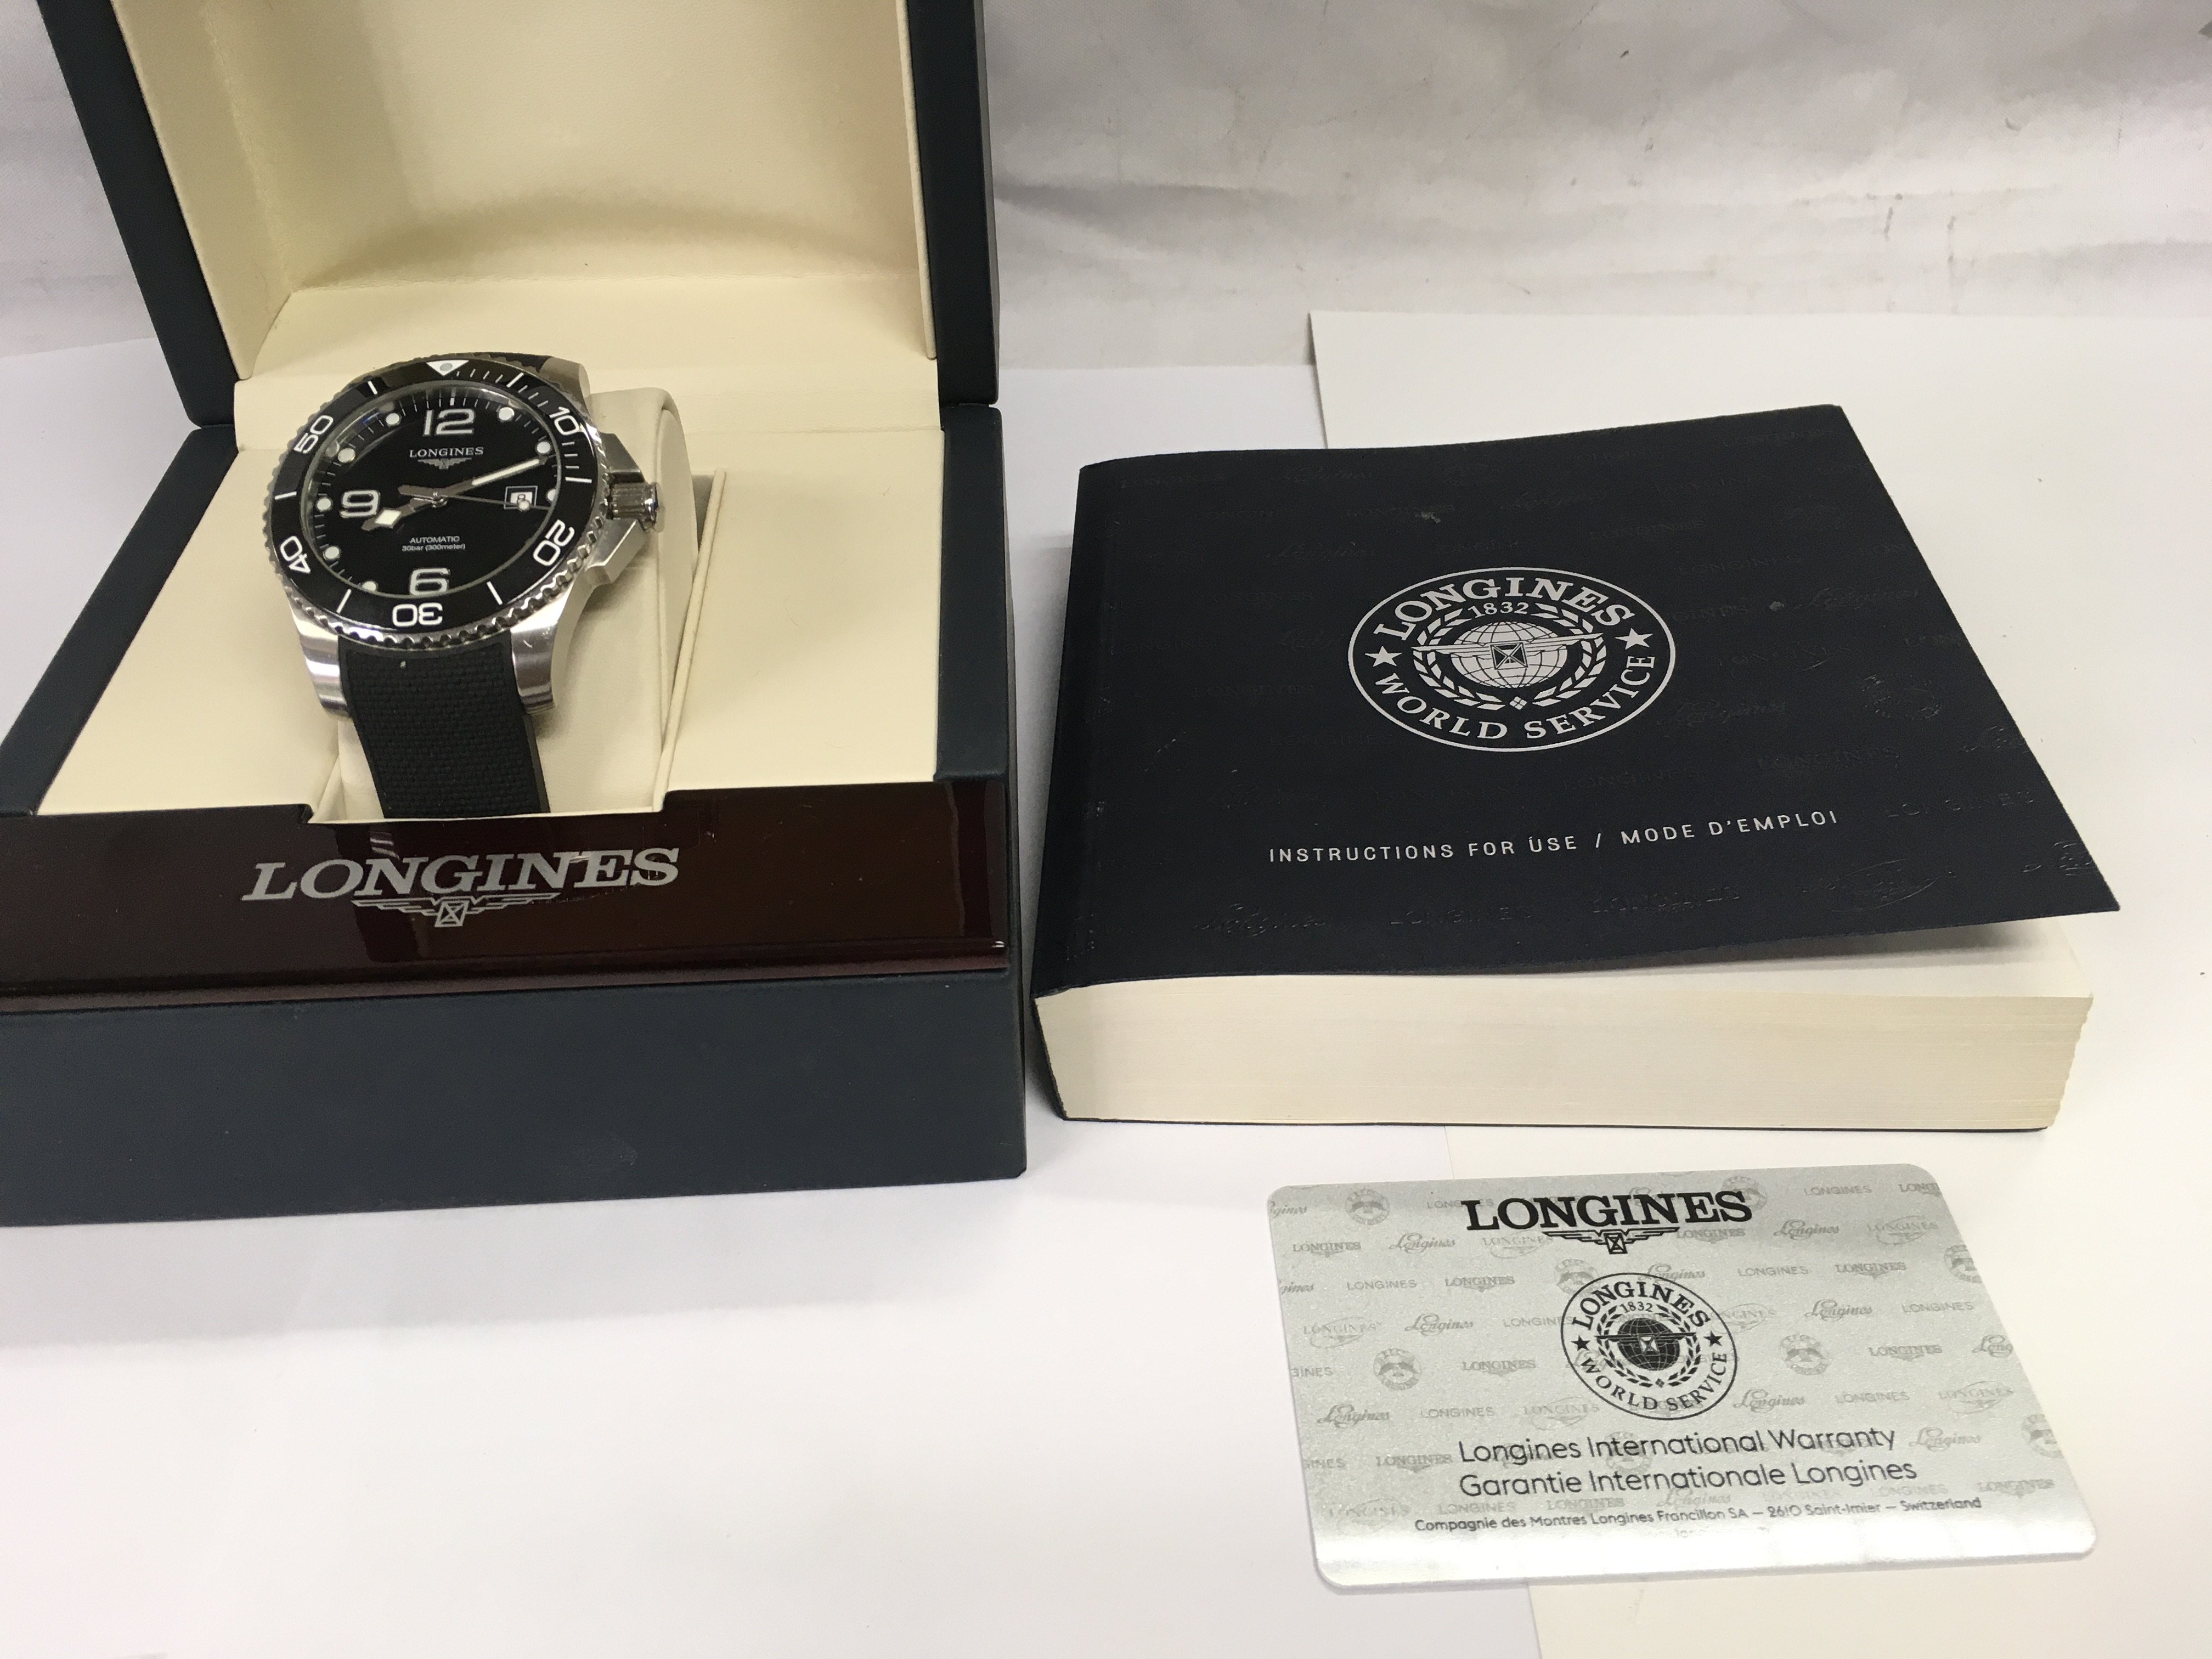 50
10
20
30
40
12
9
6
LONGINES
8
AUTOMATIC
30bar (300meter)
LONGINES
LONGINES
1832
WORLD SERVICE
INSTRUCTIONS FOR USE / MODE D'EMPLOI
LONGINES
LONGINES
1832
WORLD SERVICE
Longines International Warranty
Garantie Internationale Longines
Compagnie des Montres Longines Francillon SA – 2610 Saint-Imier – Switzerland